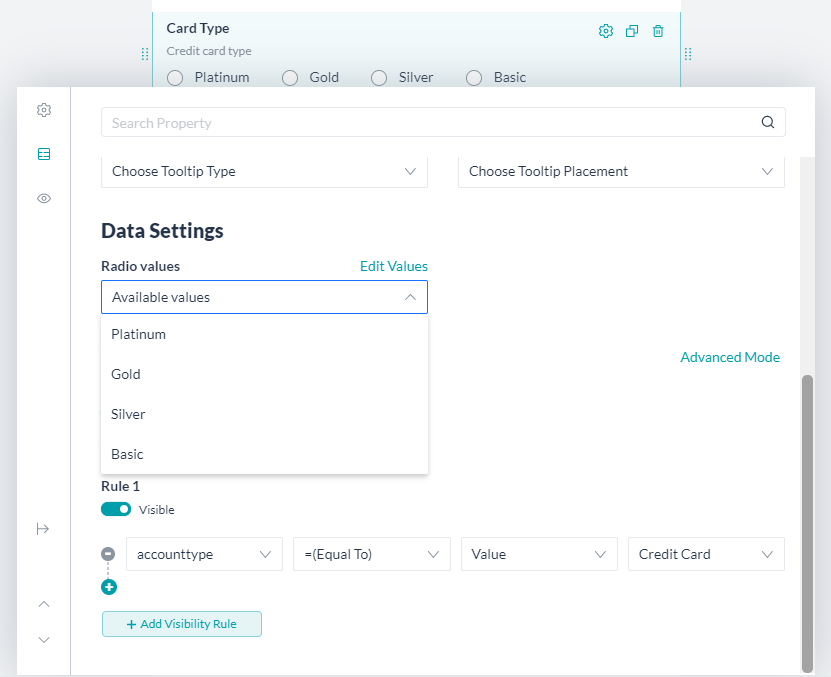 Card Type
Credit card type
Platinum Gold Silver Basic
Search Property
Choose Tooltip Type Choose Tooltip Placement
Data Settings
Radio values Edit Values
Available values
Platinum
Advanced Mode
Gold
Silver
Basic
Rule 1
Visible
accounttype =(Equal To) Value Credit Card
+ Add Visibility Rule